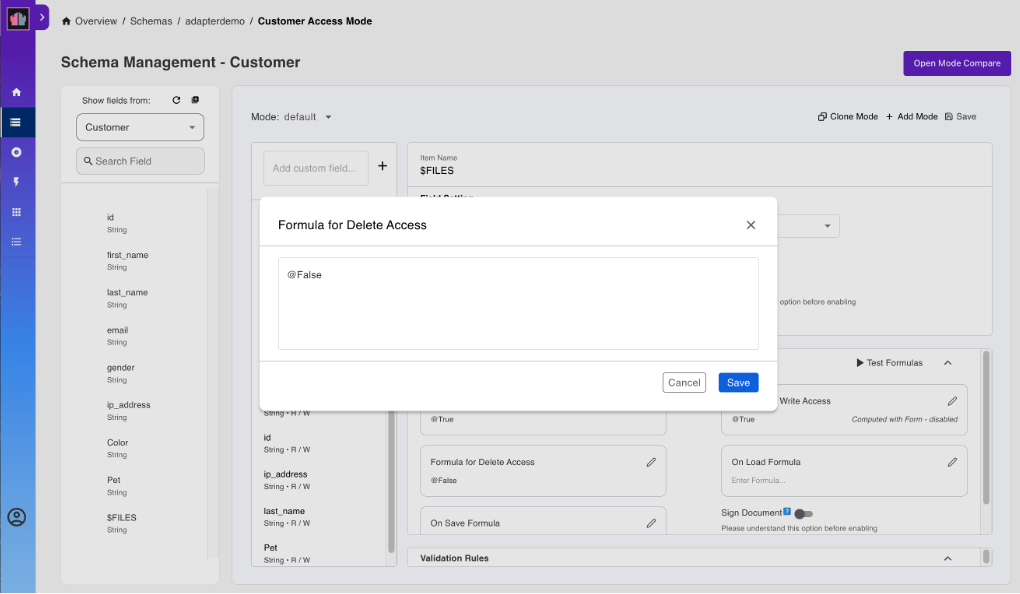 Overview / Schemas / adapterdemo / Customer Access Mode
Schema Management - Customer
Open Mode Compare
Show fields from:
Customer
Search Field
id
String
first_name
String
last_name
String
email
String
gender
String
ip_address
String
Color
String
Pet
String
$FILES
String
Mode: default
Clone Mode
+ Add Mode
Save
Add custom field...
+
Item Name
$FILES
Formula for Delete Access
@False
Cancel
Save
option before enabling
Test Formulas
String • R / W
id
String • R / W
ip_address
String • R / W
last_name
String • R / W
Pet
String • R / W
@True
Write Access
@True
Computed with Form - disabled
Formula for Delete Access
@False
On Load Formula
Enter Formula...
On Save Formula
Sign Document ?
Please understand this option before enabling
Validation Rules